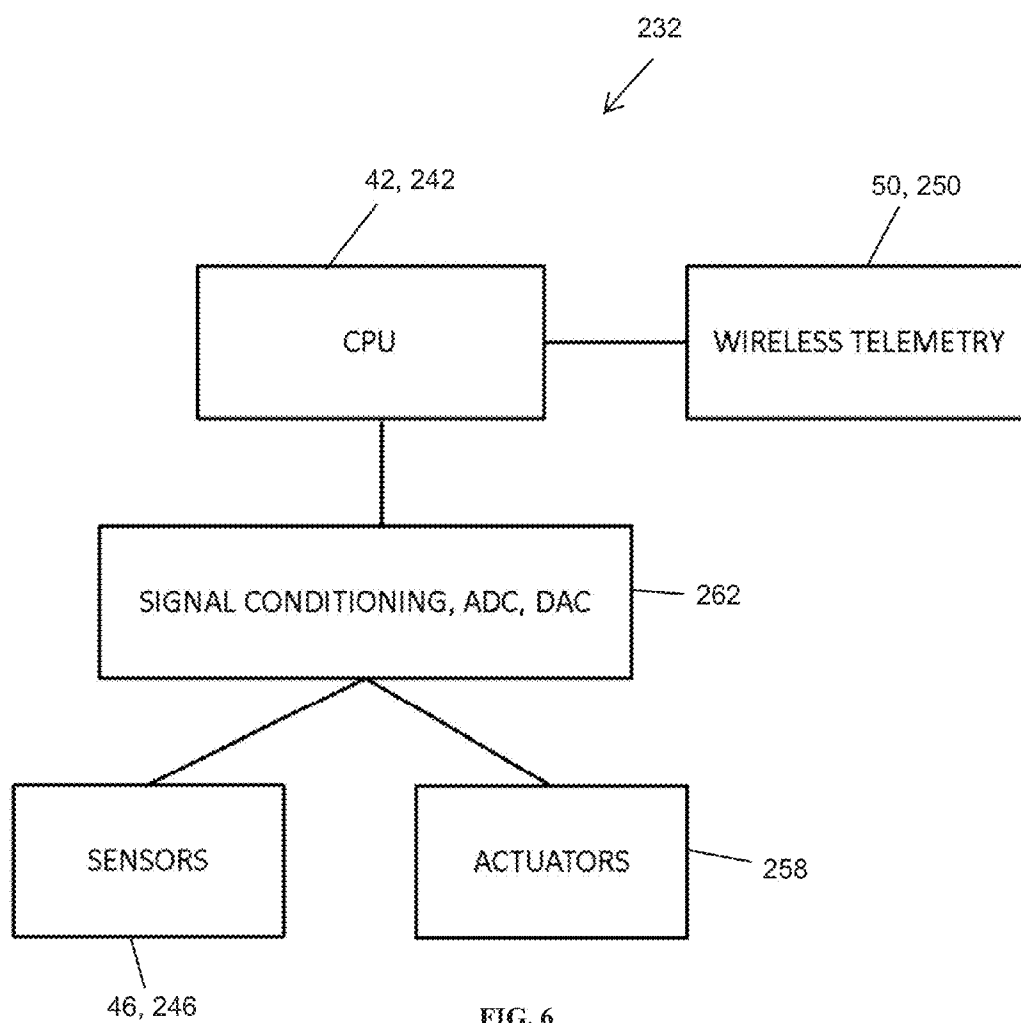 232
42, 242
50, 250
CPU
WIRELESS TELEMETRY
SIGNAL CONDITIONING, ADC, DAC
262
SENSORS
ACTUATORS
258
46, 246
FIG. 6